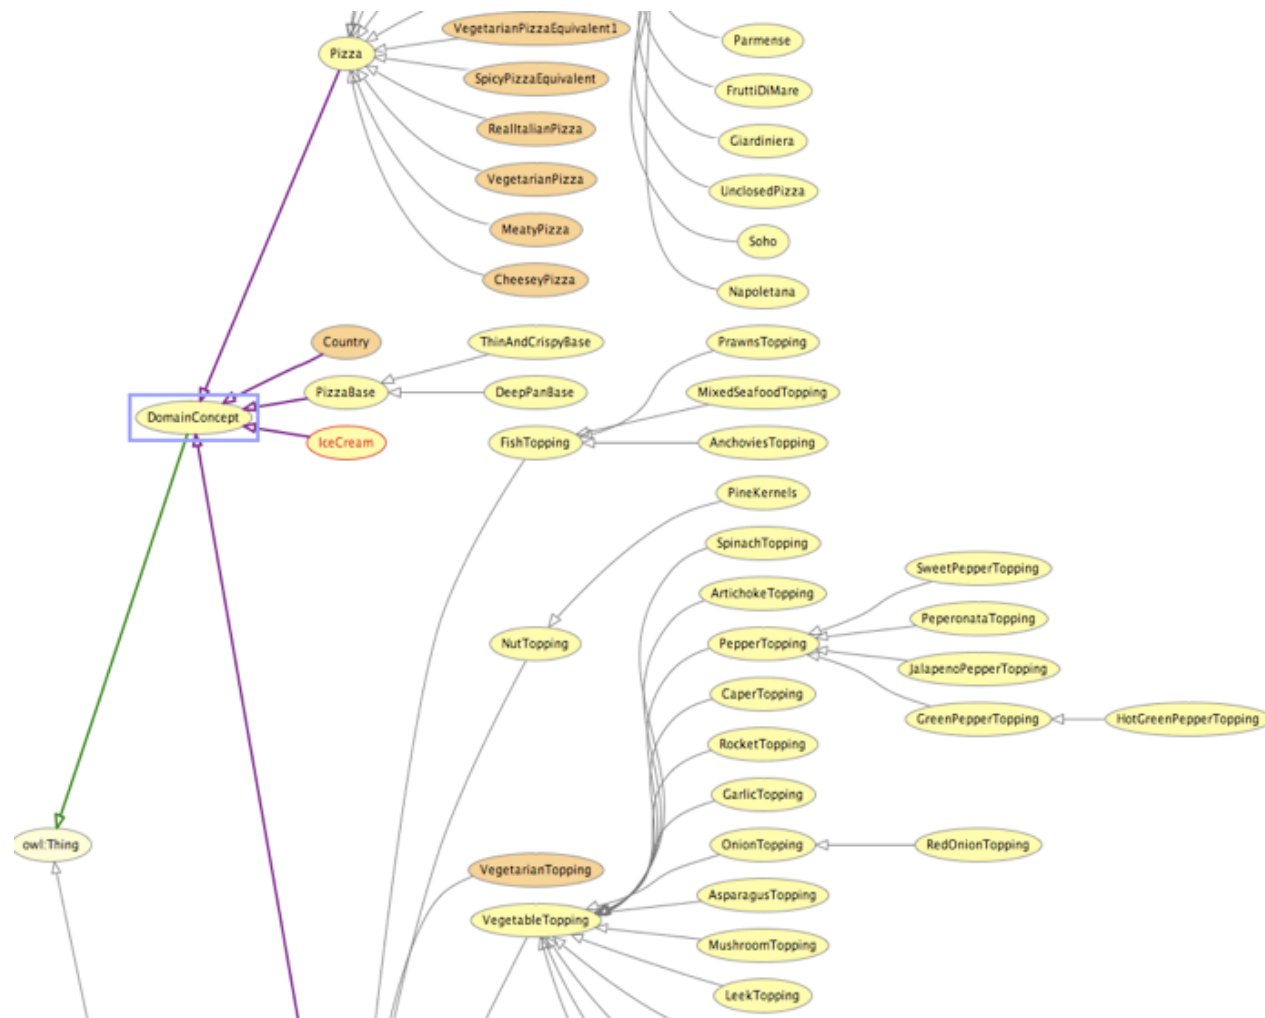 VegetarianPizzaEquivalent1
Pizza
Parmense
SpicyPizzaEquivalent
FruttiDiMare
RealItalianPizza
Giardiniera
VegetarianPizza
UnclosedPizza
MeatyPizza
Soho
CheeseyPizza
Napoletana
Country
ThinAndCrispyBase
PrawnsTopping
PizzaBase
DeepPanBase
MixedSeafoodTopping
DomainConcept
IceCream
FishTopping
AnchoviesTopping
PineKernels
SpinachTopping
SweetPepperTopping
ArtichokeTopping
PeperonataTopping
NutTopping
PepperTopping
JalapenoPepperTopping
CaperTopping
GreenPepperTopping
HotGreenPepperTopping
RocketTopping
GarlicTopping
owl:Thing
OnionTopping
RedOnionTopping
VegetarianTopping
AsparagusTopping
VegetableTopping
MushroomTopping
LeekTopping